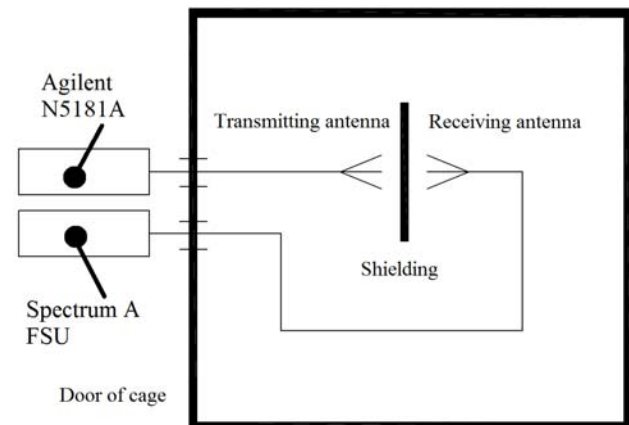 Agilent
N5181A
Transmitting antenna
Receiving antenna
Shielding
Spectrum A
FSU
Door of cage